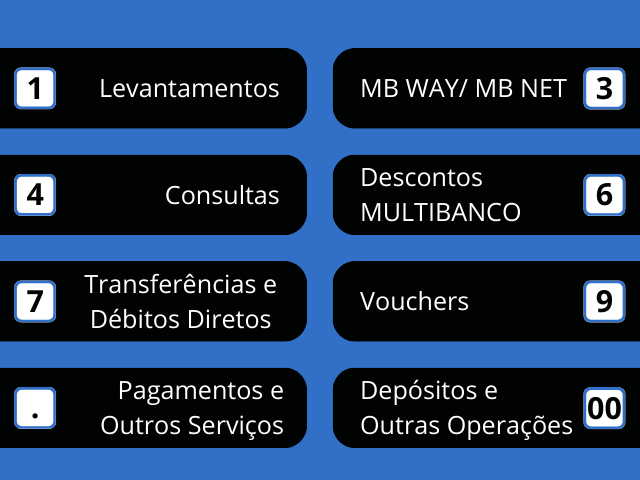 1 Levantamentos
MB WAY/ MB NET 3
4 Consultas
Descontos
MULTIBANCO 6
7 Transferências e
Débitos Diretos
Vouchers 9
. Pagamentos e
Outros Serviços
Depósitos e
Outras Operações 00